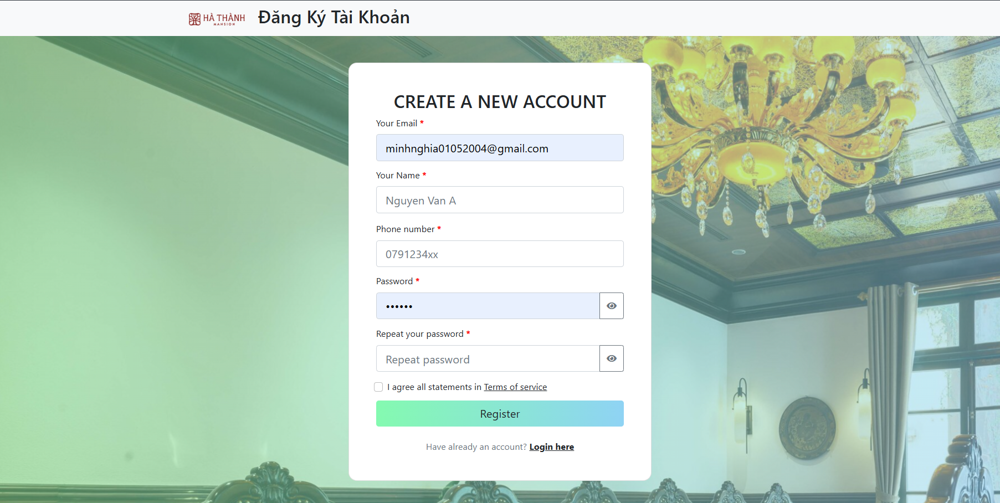 HÀ THÀNH
MANSION
Đăng Ký Tài Khoản
CREATE A NEW ACCOUNT
Your Email *
minhnghia01052004@gmail.com
Your Name *
Nguyen Van A
Phone number *
0791234xx
Password *
••••••
Repeat your password *
Repeat password
I agree all statements in Terms of service
Register
Have already an account? Login here